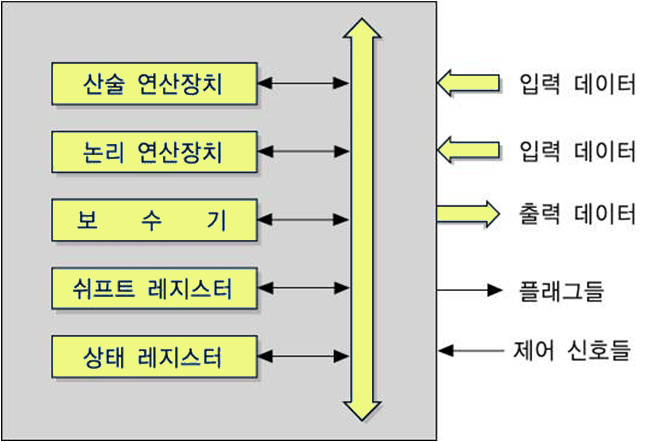 산술 연산장치
논리 연산장치
보 수 기
쉬프트 레지스터
상태 레지스터
입력 데이터
입력 데이터
출력 데이터
플래그들
제어 신호들